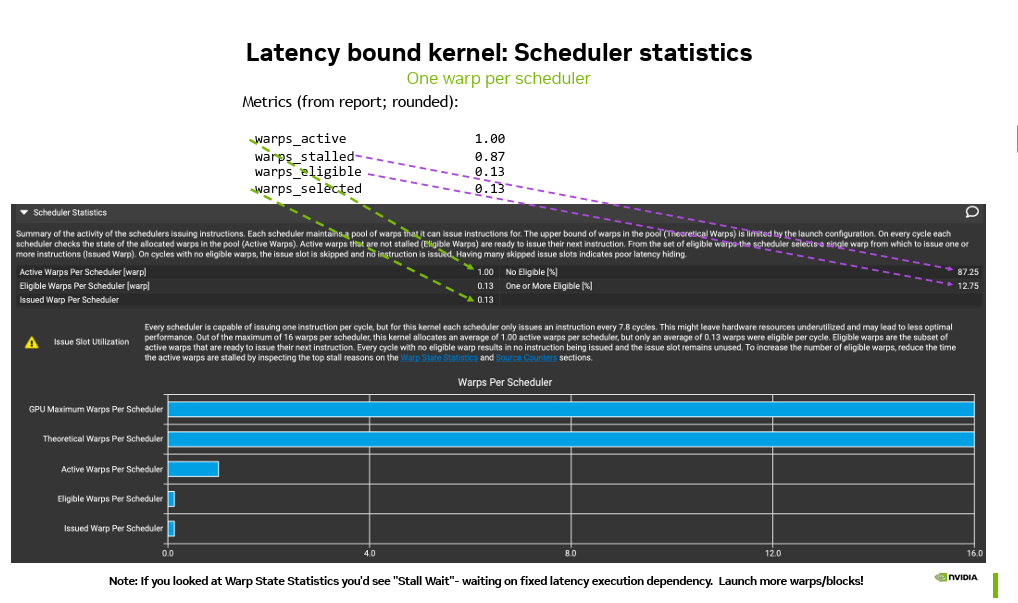 Latency bound kernel: Scheduler statistics
One warp per scheduler
Metrics (from report; rounded):
warps_active 1.00
warps_stalled 0.87
warps_eligible 0.13
warps_selected 0.13
Scheduler Statistics
Summary of the activity of the schedulers issuing instructions. Each scheduler maintains a pool of warps that it can issue instructions for. The upper bound of warps in the pool (Theoretical Warps) is limited by the launch configuration. On every cycle each
scheduler checks the state of the allocated warps in the pool (Active Warps). Active warps that are not stalled (Eligible Warps) are ready to issue their next instruction. From the set of eligible warps the scheduler selects a single warp from which to issue one or
more instructions (Issued Warp). On cycles with no eligible warps, the issue slot is skipped and no instruction is issued. Having many skipped issue slots indicates poor latency hiding.
Active Warps Per Scheduler [warp] 1.00 No Eligible [%] 87.25
Eligible Warps Per Scheduler [warp] 0.13 One or More Eligible [%] 12.75
Issued Warp Per Scheduler 0.13
Issue Slot Utilization
Every scheduler is capable of issuing one instruction per cycle, but for this kernel each scheduler only issues an instruction every 7.8 cycles. This might leave hardware resources underutilized and may lead to less optimal
performance. Out of the maximum of 16 warps per scheduler, this kernel allocates an average of 1.00 active warps per scheduler, but only an average of 0.13 warps were eligible per cycle. Eligible warps are the subset of
active warps that are ready to issue their next instruction. Every cycle with no eligible warp results in no instruction being issued and the issue slot remains unused. To increase the number of eligible warps, reduce the time
the active warps are stalled by inspecting the top stall reasons on the Warp State Statistics and Source Counters sections.
Warps Per Scheduler
GPU Maximum Warps Per Scheduler
Theoretical Warps Per Scheduler
Active Warps Per Scheduler
Eligible Warps Per Scheduler
Issued Warp Per Scheduler
0.0 4.0 8.0 12.0 16.0
Note: If you looked at Warp State Statistics you'd see "Stall Wait"- waiting on fixed latency execution dependency. Launch more warps/blocks!
NVIDIA